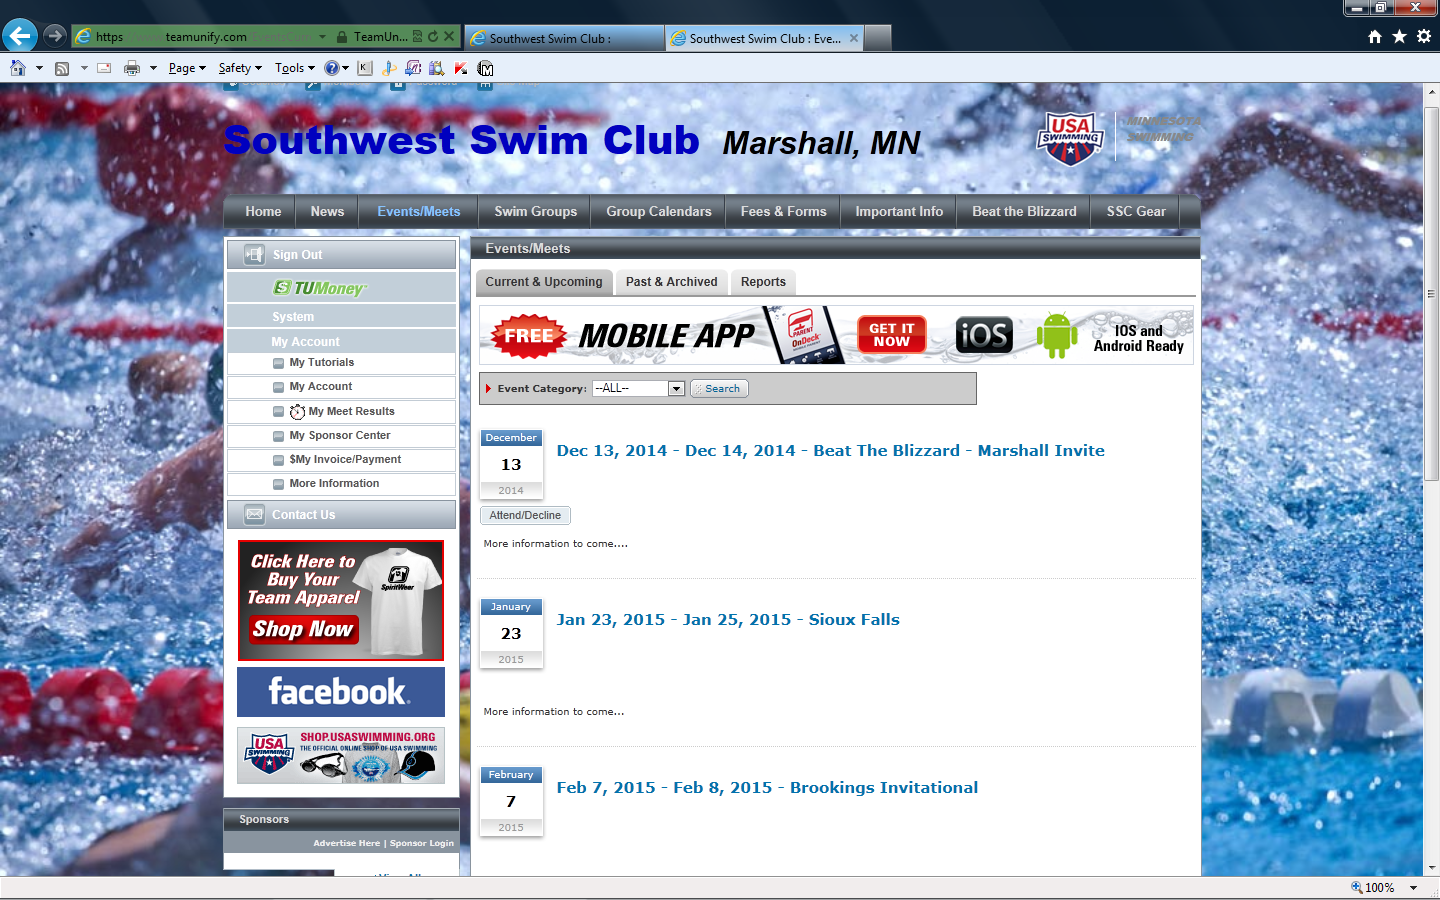 https teamunify.com TeamUn...
Southwest Swim Club :
Southwest Swim Club : Eve...
Page Safety Tools
Southwest Swim Club Marshall, MN
USA SWIMMING
MINNESOTA SWIMMING
Home News Events/Meets Swim Groups Group Calendars Fees & Forms Important Info Beat the Blizzard SSC Gear
Sign Out
TUMoney
System
My Account
My Tutorials
My Account
My Meet Results
My Sponsor Center
$My Invoice/Payment
More Information
Contact Us
Click Here to
Buy Your
Team Apparel
Shop Now
SpiritWear
facebook
USA SWIMMING
SHOP.USASWIMMING.ORG
THE OFFICIAL ONLINE SHOP OF USA SWIMMING
Sponsors
Advertise Here | Sponsor Login
Events/Meets
Current & Upcoming Past & Archived Reports
FREE MOBILE APP
PARENT OnDeck
GET IT NOW
iOS
IOS and
Android Ready
Event Category: --ALL-- Search
December
13
2014
Dec 13, 2014 - Dec 14, 2014 - Beat The Blizzard - Marshall Invite
Attend/Decline
More information to come....
January
23
2015
Jan 23, 2015 - Jan 25, 2015 - Sioux Falls
More information to come...
February
7
2015
Feb 7, 2015 - Feb 8, 2015 - Brookings Invitational
100%